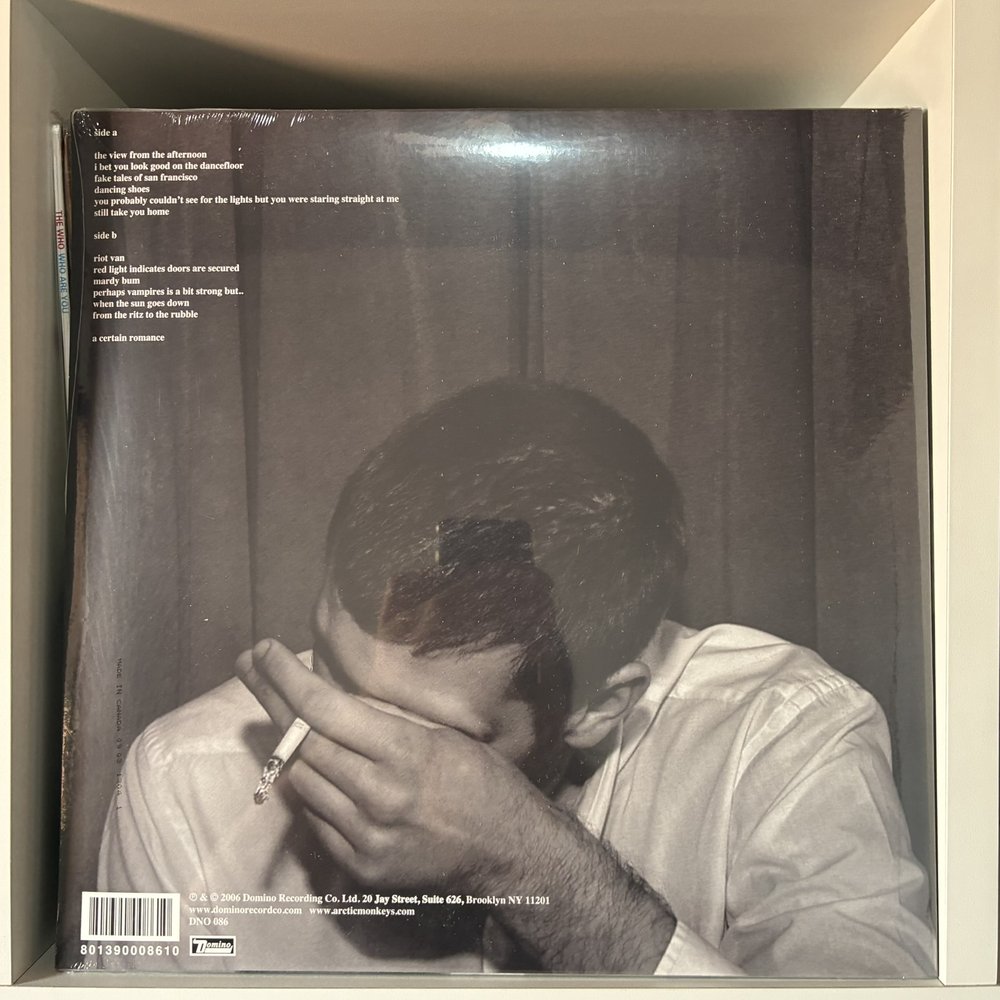 side a
the view from the afternoon
i bet you look good on the dancefloor
fake tales of san francisco
dancing shoes
you probably couldn't see for the lights but you were staring straight at me
still take you home
side b
riot van
red light indicates doors are secured
mardy bum
perhaps vampires is a bit strong but..
when the sun goes down
from the ritz to the rubble
a certain romance
THE WHO WHO ARE YOU
MADE IN CANADA
801390008610
℗ & © 2006 Domino Recording Co. Ltd. 20 Jay Street, Suite 626, Brooklyn NY 11201
www.dominorecordco.com www.arcticmonkeys.com
DNO 086
Domino